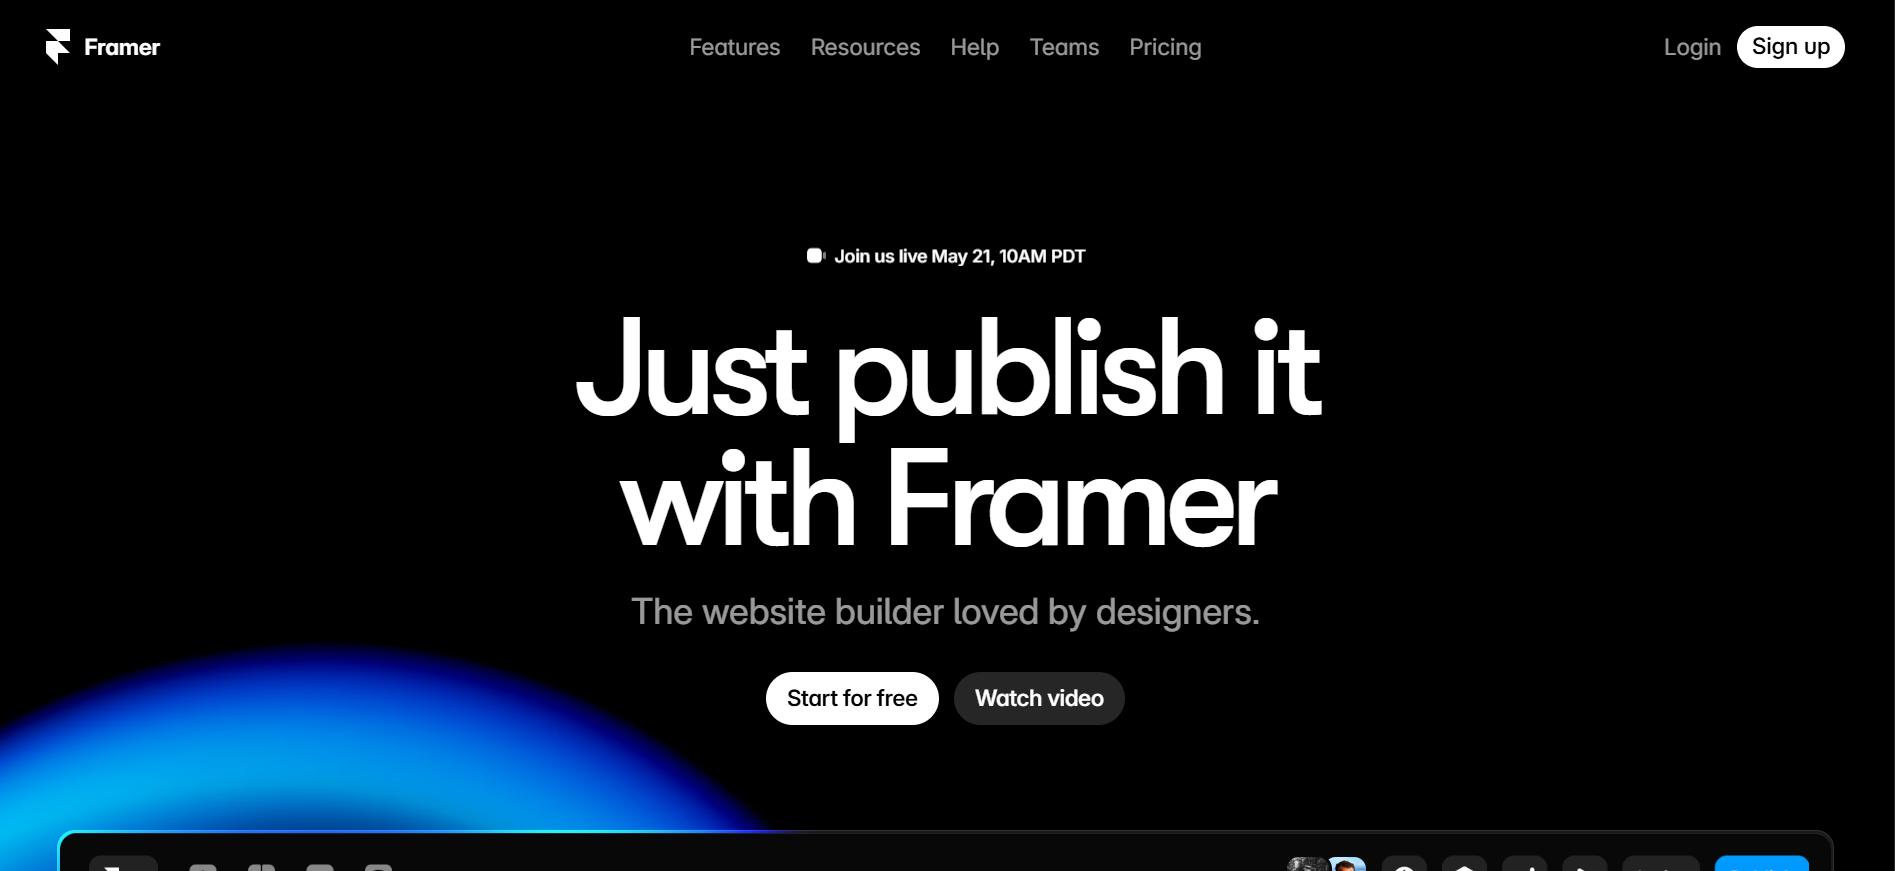 Framer
Features
Resources
Help
Teams
Pricing
Login
Sign up
Join us live May 21, 10AM PDT
Just publish it
with Framer
The website builder loved by designers.
Start for free
Watch video